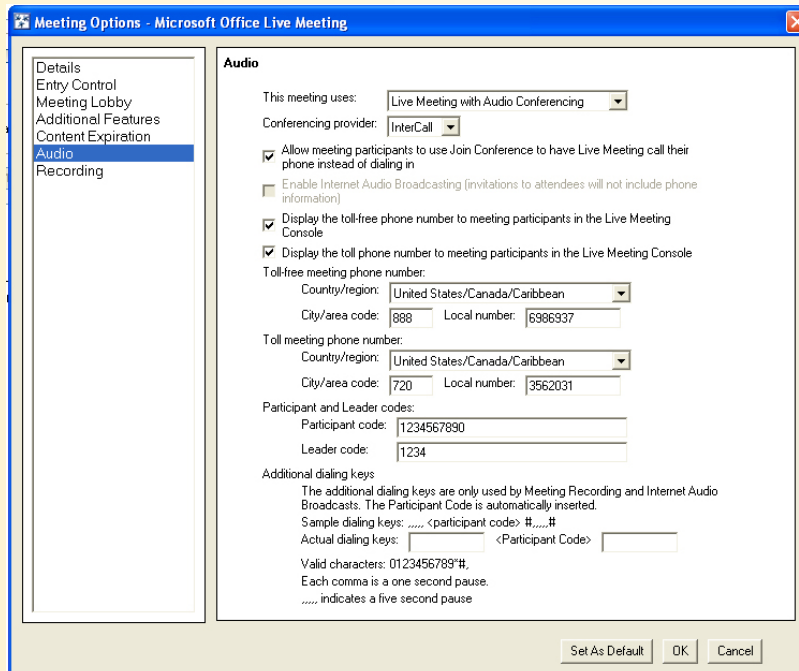 Meeting Options - Microsoft Office Live Meeting
Details
Entry Control
Meeting Lobby
Additional Features
Content Expiration
Audio
Recording
Audio
This meeting uses: Live Meeting with Audio Conferencing
Conferencing provider: InterCall
Allow meeting participants to use Join Conference to have Live Meeting call their
phone instead of dialing in
Enable Internet Audio Broadcasting (invitations to attendees will not include phone
information)
Display the toll-free phone number to meeting participants in the Live Meeting
Console
Display the toll phone number to meeting participants in the Live Meeting Console
Toll-free meeting phone number:
Country/region: United States/Canada/Caribbean
City/area code: 888 Local number: 6986937
Toll meeting phone number:
Country/region: United States/Canada/Caribbean
City/area code: 720 Local number: 3562031
Participant and Leader codes:
Participant code: 1234567890
Leader code: 1234
Additional dialing keys
The additional dialing keys are only used by Meeting Recording and Internet Audio
Broadcasts. The Participant Code is automatically inserted.
Sample dialing keys: ,,,,, <participant code> #,,,,,#
Actual dialing keys: <Participant Code>
Valid characters: 0123456789*#,
Each comma is a one second pause.
,,,,, indicates a five second pause
Set As Default OK Cancel